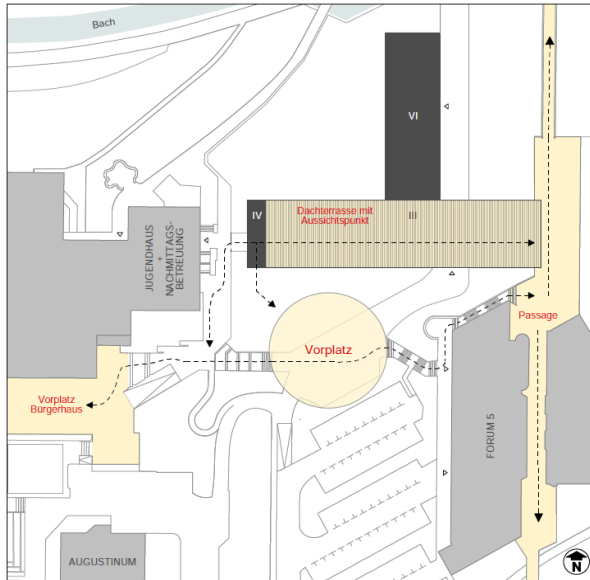 Bach
VI
IV
Dachterrasse mit
Aussichtspunkt
III
JUGENDHAUS
+
NACHMITTAGS-
BETREUUNG
Passage
Vorplatz
Vorplatz
Bürgerhaus
FORUM 5
AUGUSTINUM
N